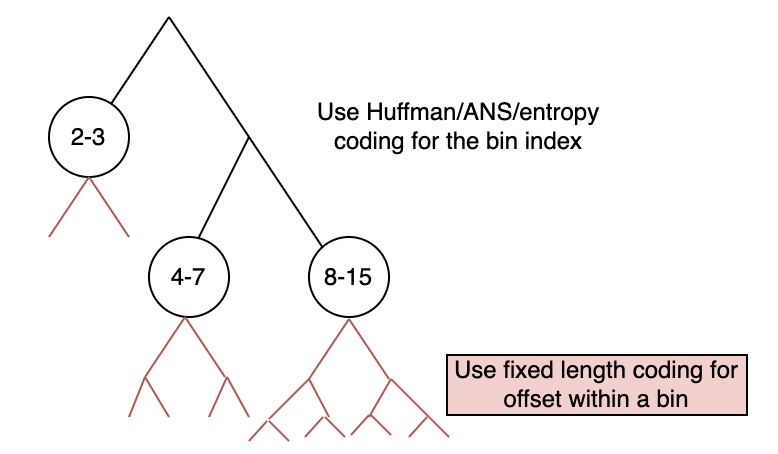 Use Huffman/ANS/entropy
coding for the bin index
2-3
4-7
8-15
Use fixed length coding for
offset within a bin